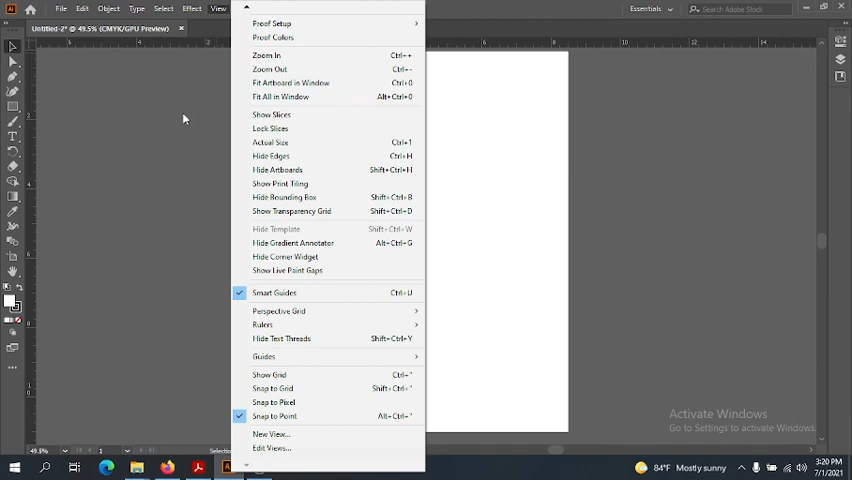 Ai File Edit Object Type Select Effect View Essentials Search Adobe Stock
Untitled-2* @ 49.5% (CMYK/GPU Preview)
Proof Setup
Proof Colors
Zoom In Ctrl++
Zoom Out Ctrl+-
Fit Artboard in Window Ctrl+0
Fit All in Window Alt+Ctrl+0
Show Slices
Lock Slices
Actual Size Ctrl+1
Hide Edges Ctrl+H
Hide Artboards Shift+Ctrl+H
Show Print Tiling
Hide Bounding Box Shift+Ctrl+B
Show Transparency Grid Shift+Ctrl+D
Hide Template Shift+Ctrl+W
Hide Gradient Annotator Alt+Ctrl+G
Hide Corner Widget
Show Live Paint Gaps
Smart Guides Ctrl+U
Perspective Grid
Rulers
Hide Text Threads Shift+Ctrl+Y
Guides
Show Grid Ctrl+"
Snap to Grid Shift+Ctrl+"
Snap to Pixel
Snap to Point Alt+Ctrl+"
New View...
Edit Views...
Activate Windows
Go to Settings to activate Windows.
49.5% 1 Selection
84°F Mostly sunny
3:20 PM
7/1/2021